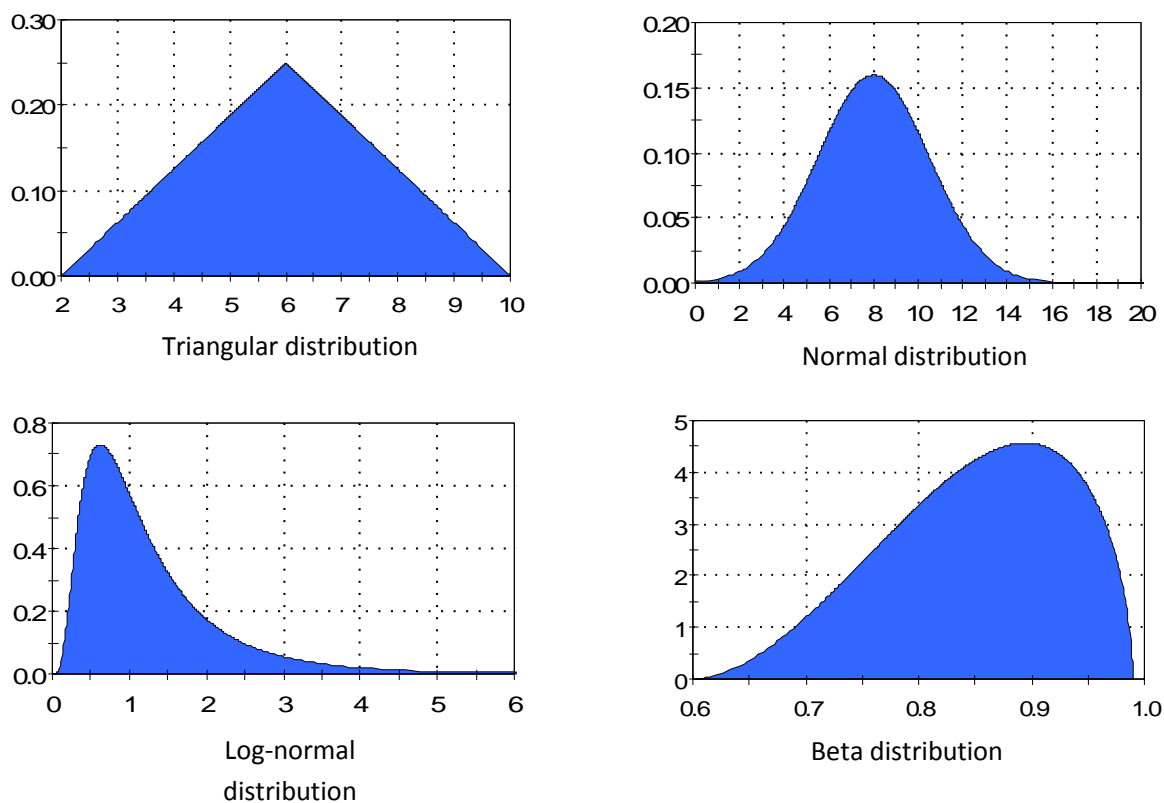 0.30
0.20
0.10
0.00
2 3 4 5 6 7 8 9 10
Triangular distribution
0.20
0.15
0.10
0.05
0.00
0 2 4 6 8 10 12 14 16 18 20
Normal distribution
0.8
0.6
0.4
0.2
0.0
0 1 2 3 4 5 6
Log-normal
distribution
5
4
3
2
1
0
0.6 0.7 0.8 0.9 1.0
Beta distribution